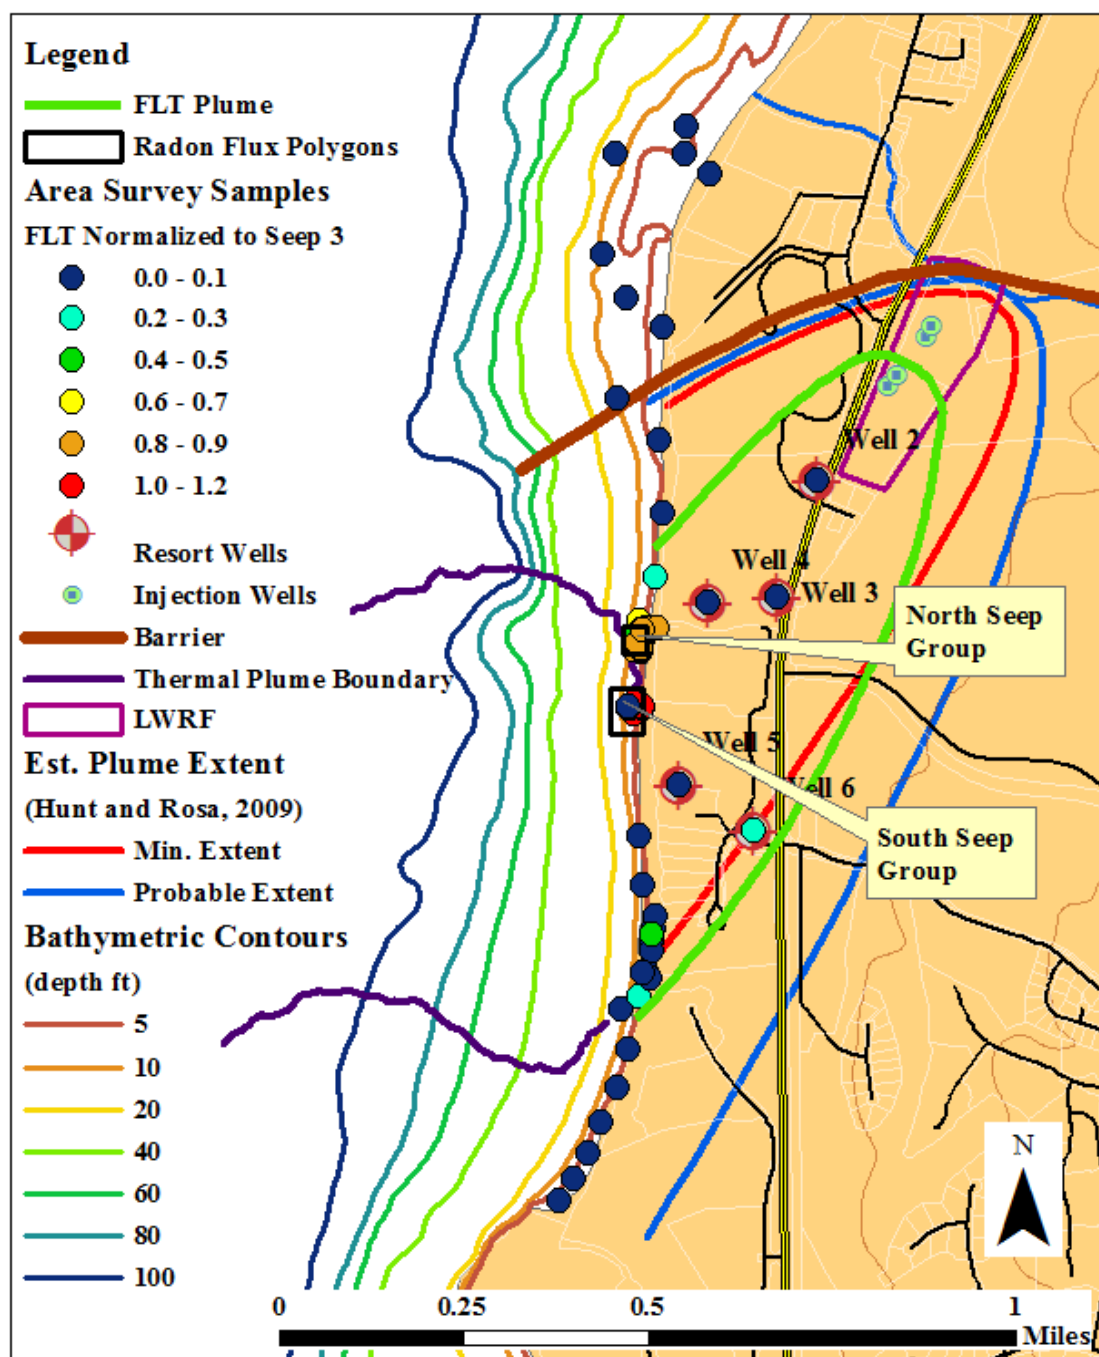 Legend
FLT Plume
Radon Flux Polygons
Area Survey Samples
FLT Normalized to Seep 3
0.0 - 0.1
0.2 - 0.3
0.4 - 0.5
0.6 - 0.7
0.8 - 0.9
1.0 - 1.2
Resort Wells
Injection Wells
Barrier
Thermal Plume Boundary
LWRF
Est. Plume Extent
(Hunt and Rosa, 2009)
Min. Extent
Probable Extent
Bathymetric Contours
(depth ft)
5
10
20
40
60
80
100
Well 2
Well 4
Well 3
North Seep
Group
Well 5
Well 6
South Seep
Group
N
0 0.25 0.5 1
Miles